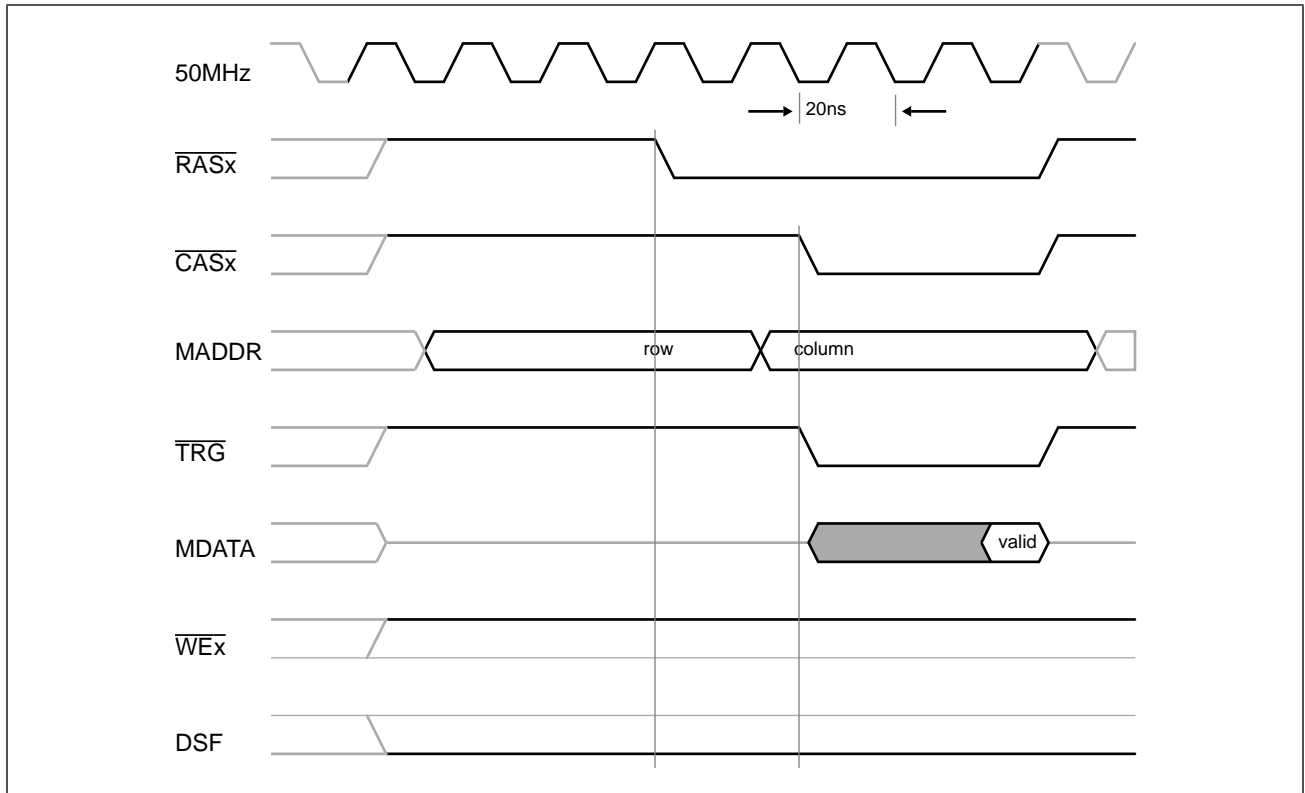 50MHz
20ns
RASx
CASx
MADDR
row
column
TRG
MDATA
valid
WEx
DSF